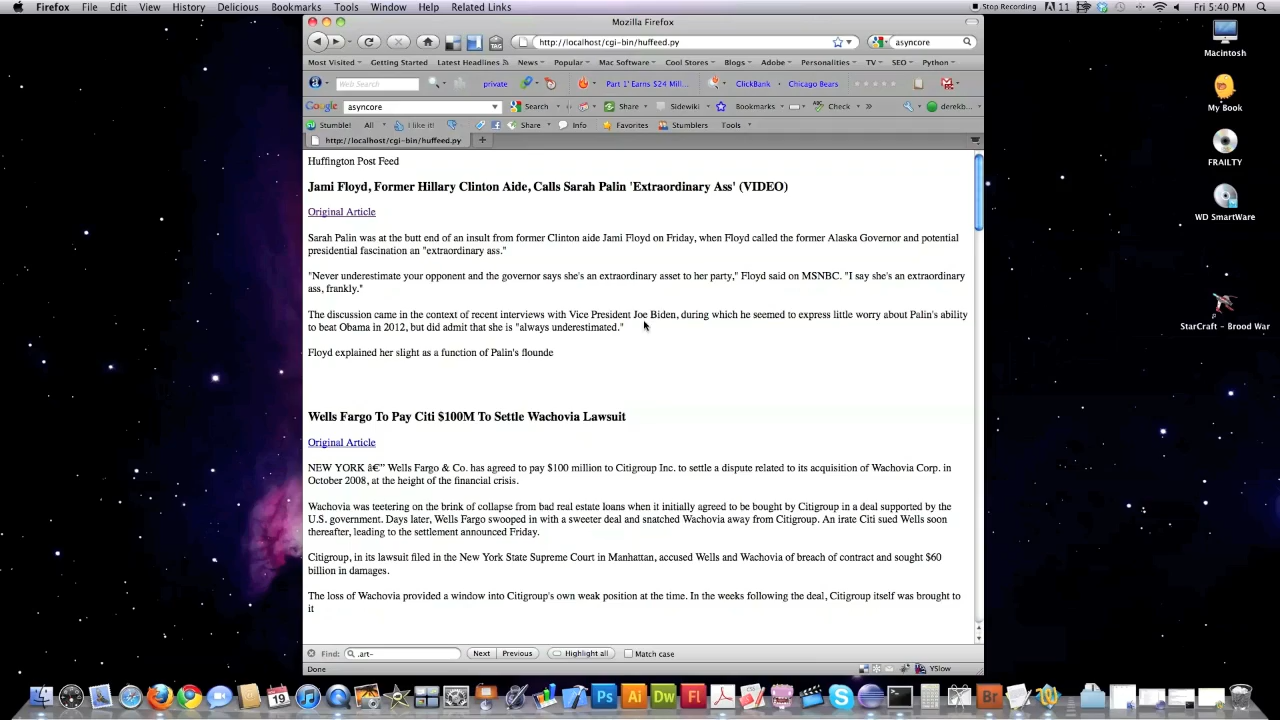 Firefox File Edit View History Delicious Bookmarks Tools Window Help Related Links Stop Recording 11 Fri 5:40 PM
Mozilla Firefox
http://localhost/cgi-bin/huffeed.py asyncore
Most Visited Getting Started Latest Headlines News Popular Mac Software Cool Stores Blogs Adobe Personalities TV SEO Python
Web Search private Part 1' Earns $24 Mill... ClickBank Chicago Bears
Google asyncore Search Share Sidewiki Bookmarks Check » derekb...
Stumble! All I like it! Share Info Favorites Stumblers Tools
http://localhost/cgi-bin/huffeed.py
Huffington Post Feed
Jami Floyd, Former Hillary Clinton Aide, Calls Sarah Palin 'Extraordinary Ass' (VIDEO)
Original Article
Sarah Palin was at the butt end of an insult from former Clinton aide Jami Floyd on Friday, when Floyd called the former Alaska Governor and potential
presidential fascination an "extraordinary ass."
"Never underestimate your opponent and the governor says she's an extraordinary asset to her party," Floyd said on MSNBC. "I say she's an extraordinary
ass, frankly."
The discussion came in the context of recent interviews with Vice President Joe Biden, during which he seemed to express little worry about Palin's ability
to beat Obama in 2012, but did admit that she is "always underestimated."
Floyd explained her slight as a function of Palin's flounde
Wells Fargo To Pay Citi $100M To Settle Wachovia Lawsuit
Original Article
NEW YORK â€” Wells Fargo & Co. has agreed to pay $100 million to Citigroup Inc. to settle a dispute related to its acquisition of Wachovia Corp. in
October 2008, at the height of the financial crisis.
Wachovia was teetering on the brink of collapse from bad real estate loans when it initially agreed to be bought by Citigroup in a deal supported by the
U.S. government. Days later, Wells Fargo swooped in with a sweeter deal and snatched Wachovia away from Citigroup. An irate Citi sued Wells soon
thereafter, leading to the settlement announced Friday.
Citigroup, in its lawsuit filed in the New York State Supreme Court in Manhattan, accused Wells and Wachovia of breach of contract and sought $60
billion in damages.
The loss of Wachovia provided a window into Citigroup's own weak position at the time. In the weeks following the deal, Citigroup itself was brought to
it
Find: .art- Next Previous Highlight all Match case
Done YSlow
Macintosh
My Book
FRAILTY
WD SmartWare
StarCraft - Brood War
19 Ps Ai Dw Fl Br